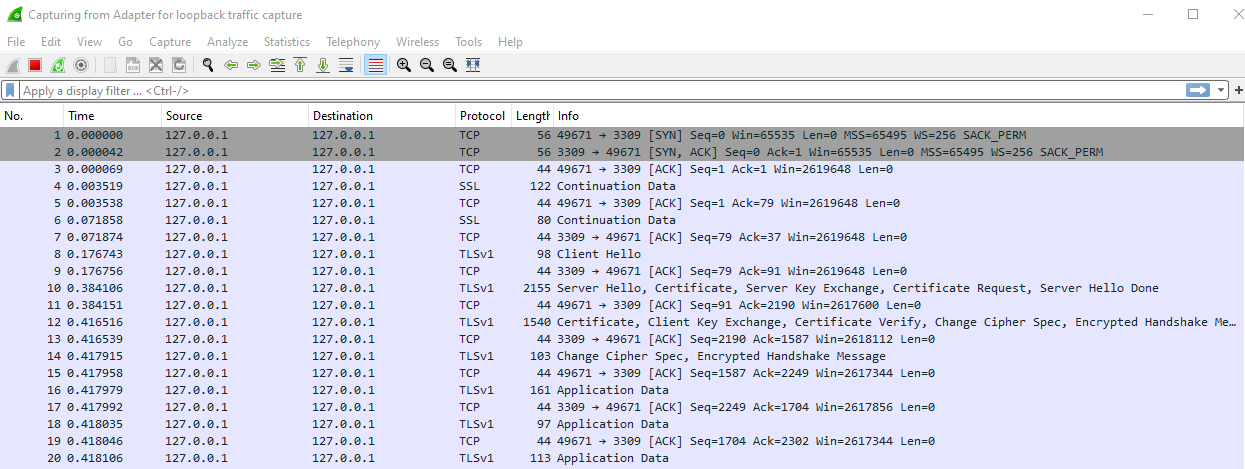 Capturing from Adapter for loopback traffic capture
File Edit View Go Capture Analyze Statistics Telephony Wireless Tools Help
Apply a display filter ... <Ctrl-/>
No. Time Source Destination Protocol Length Info
1 0.000000 127.0.0.1 127.0.0.1 TCP 56 49671 → 3309 [SYN] Seq=0 Win=65535 Len=0 MSS=65495 WS=256 SACK_PERM
2 0.000042 127.0.0.1 127.0.0.1 TCP 56 3309 → 49671 [SYN, ACK] Seq=0 Ack=1 Win=65535 Len=0 MSS=65495 WS=256 SACK_PERM
3 0.000069 127.0.0.1 127.0.0.1 TCP 44 49671 → 3309 [ACK] Seq=1 Ack=1 Win=2619648 Len=0
4 0.003519 127.0.0.1 127.0.0.1 SSL 122 Continuation Data
5 0.003538 127.0.0.1 127.0.0.1 TCP 44 49671 → 3309 [ACK] Seq=1 Ack=79 Win=2619648 Len=0
6 0.071858 127.0.0.1 127.0.0.1 SSL 80 Continuation Data
7 0.071874 127.0.0.1 127.0.0.1 TCP 44 3309 → 49671 [ACK] Seq=79 Ack=37 Win=2619648 Len=0
8 0.176743 127.0.0.1 127.0.0.1 TLSv1 98 Client Hello
9 0.176756 127.0.0.1 127.0.0.1 TCP 44 3309 → 49671 [ACK] Seq=79 Ack=91 Win=2619648 Len=0
10 0.384106 127.0.0.1 127.0.0.1 TLSv1 2155 Server Hello, Certificate, Server Key Exchange, Certificate Request, Server Hello Done
11 0.384151 127.0.0.1 127.0.0.1 TCP 44 49671 → 3309 [ACK] Seq=91 Ack=2190 Win=2617600 Len=0
12 0.416516 127.0.0.1 127.0.0.1 TLSv1 1540 Certificate, Client Key Exchange, Certificate Verify, Change Cipher Spec, Encrypted Handshake Me…
13 0.416539 127.0.0.1 127.0.0.1 TCP 44 3309 → 49671 [ACK] Seq=2190 Ack=1587 Win=2618112 Len=0
14 0.417915 127.0.0.1 127.0.0.1 TLSv1 103 Change Cipher Spec, Encrypted Handshake Message
15 0.417958 127.0.0.1 127.0.0.1 TCP 44 49671 → 3309 [ACK] Seq=1587 Ack=2249 Win=2617344 Len=0
16 0.417979 127.0.0.1 127.0.0.1 TLSv1 161 Application Data
17 0.417992 127.0.0.1 127.0.0.1 TCP 44 3309 → 49671 [ACK] Seq=2249 Ack=1704 Win=2617856 Len=0
18 0.418035 127.0.0.1 127.0.0.1 TLSv1 97 Application Data
19 0.418046 127.0.0.1 127.0.0.1 TCP 44 49671 → 3309 [ACK] Seq=1704 Ack=2302 Win=2617344 Len=0
20 0.418106 127.0.0.1 127.0.0.1 TLSv1 113 Application Data